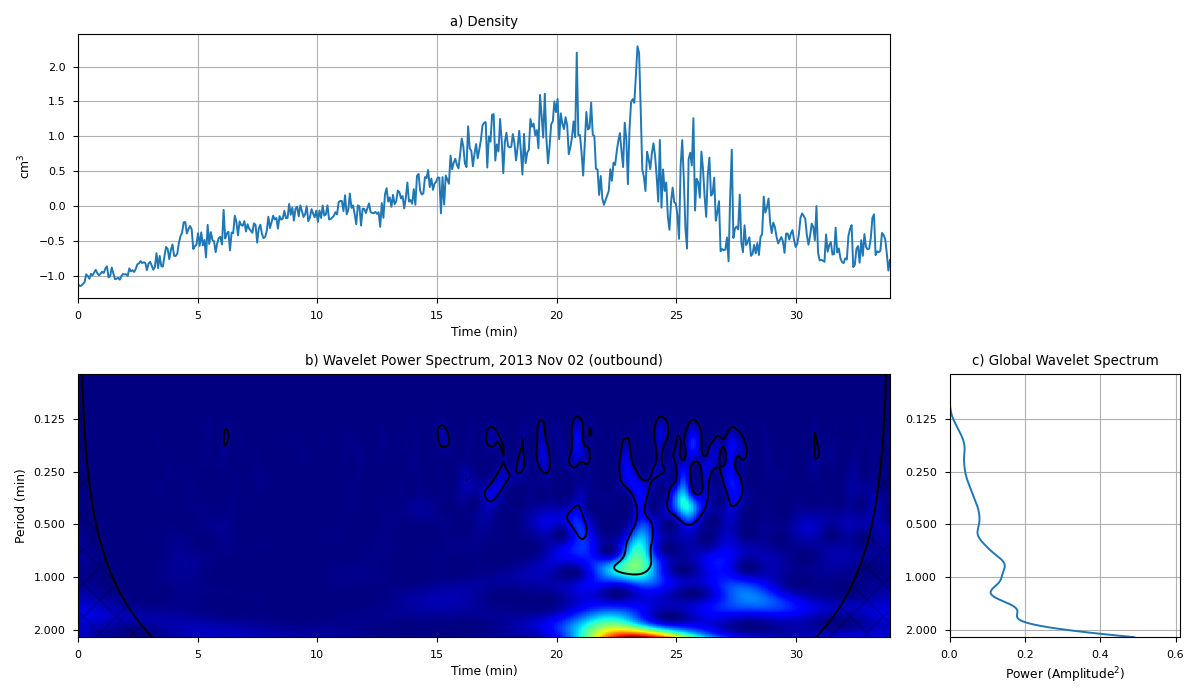 a) Density
2.0
1.5
1.0
0.5
0.0
−0.5
−1.0
cm³
0 5 10 15 20 25 30
Time (min)
b) Wavelet Power Spectrum, 2013 Nov 02 (outbound)
0.125
0.250
0.500
1.000
2.000
Period (min)
0 5 10 15 20 25 30
Time (min)
c) Global Wavelet Spectrum
0.125
0.250
0.500
1.000
2.000
0.0 0.2 0.4 0.6
Power (Amplitude²)